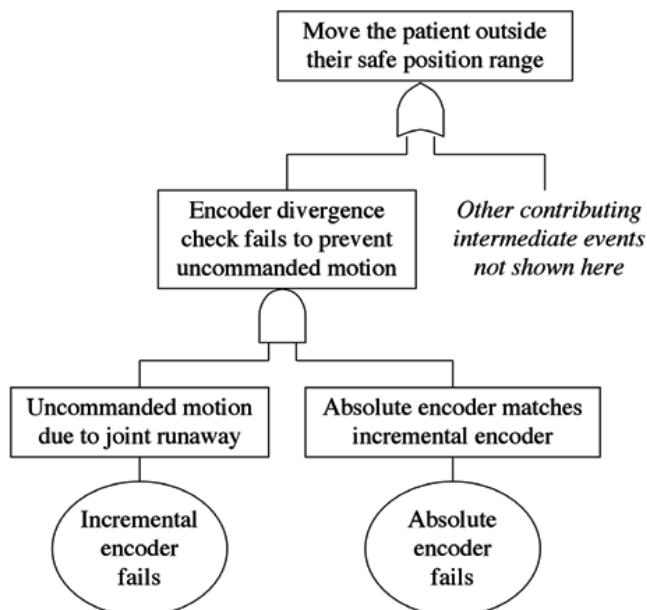 Move the patient outside
their safe position range
Encoder divergence
check fails to prevent
uncommanded motion
Other contributing
intermediate events
not shown here
Uncommanded motion
due to joint runaway
Absolute encoder matches
incremental encoder
Incremental
encoder
fails
Absolute
encoder
fails